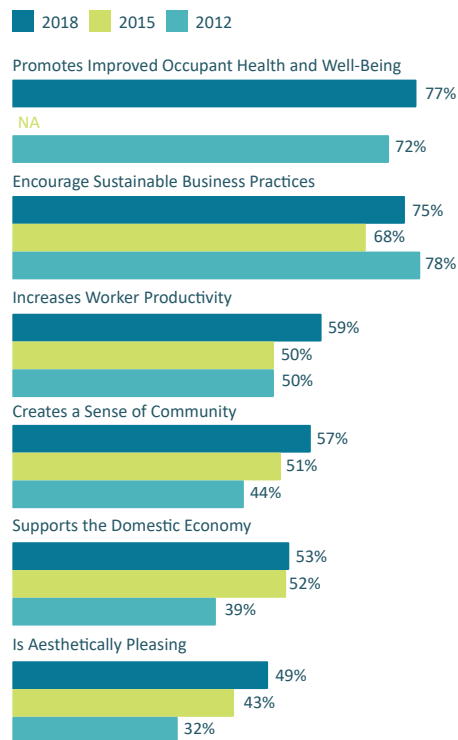 2018 2015 2012
Promotes Improved Occupant Health and Well-Being
77%
NA
72%
Encourage Sustainable Business Practices
75%
68%
78%
Increases Worker Productivity
59%
50%
50%
Creates a Sense of Community
57%
51%
44%
Supports the Domestic Economy
53%
52%
39%
Is Aesthetically Pleasing
49%
43%
32%